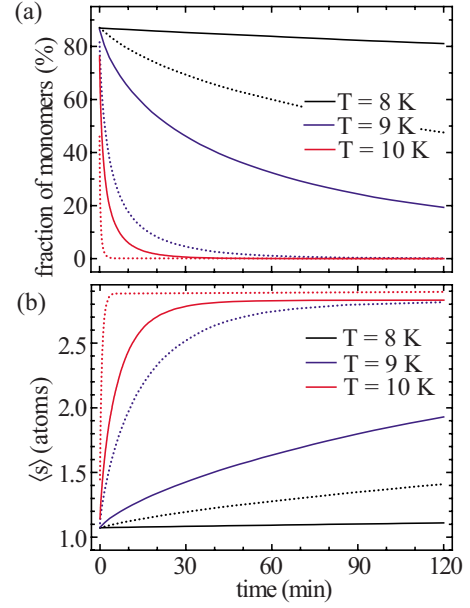 (a)
fraction of monomers (%)
80
60
40
20
0
T = 8 K
T = 9 K
T = 10 K
(b)
⟨s⟩ (atoms)
2.5
2.0
1.5
1.0
T = 8 K
T = 9 K
T = 10 K
0 30 60 90 120
time (min)